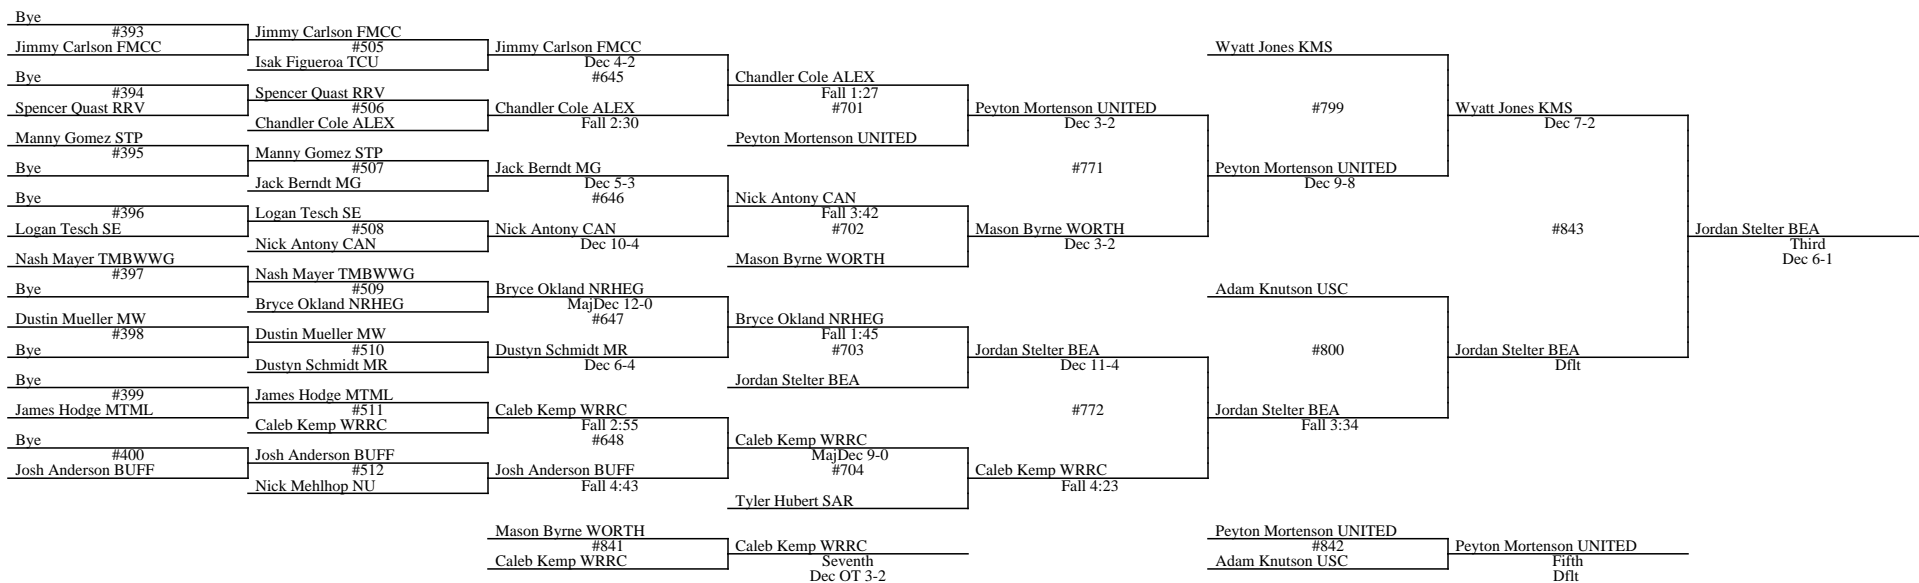 Bye
#393
Jimmy Carlson FMCC
Bye
#394
Spencer Quast RRV
Manny Gomez STP
#395
Bye
Bye
#396
Logan Tesch SE
Nash Mayer TMBWWG
#397
Bye
Dustin Mueller MW
#398
Bye
Bye
#399
James Hodge MTML
Bye
#400
Josh Anderson BUFF
Jimmy Carlson FMCC
#505
Isak Figueroa TCU
Spencer Quast RRV
#506
Chandler Cole ALEX
Manny Gomez STP
#507
Jack Berndt MG
Logan Tesch SE
#508
Nick Antony CAN
Nash Mayer TMBWWG
#509
Bryce Okland NRHEG
Dustin Mueller MW
#510
Dustyn Schmidt MR
James Hodge MTML
#511
Caleb Kemp WRRC
Josh Anderson BUFF
#512
Nick Mehlhop NU
Jimmy Carlson FMCC
Dec 4-2
#645
Chandler Cole ALEX
Fall 2:30
Jack Berndt MG
Dec 5-3
#646
Nick Antony CAN
Dec 10-4
Bryce Okland NRHEG
MajDec 12-0
#647
Dustyn Schmidt MR
Dec 6-4
Caleb Kemp WRRC
Fall 2:55
#648
Josh Anderson BUFF
Fall 4:43
Chandler Cole ALEX
Fall 1:27
#701
Peyton Mortenson UNITED
Nick Antony CAN
Fall 3:42
#702
Mason Byrne WORTH
Bryce Okland NRHEG
Fall 1:45
#703
Jordan Stelter BEA
Caleb Kemp WRRC
MajDec 9-0
#704
Tyler Hubert SAR
Peyton Mortenson UNITED
Dec 3-2
#771
Mason Byrne WORTH
Dec 3-2
Jordan Stelter BEA
Dec 11-4
#772
Caleb Kemp WRRC
Fall 4:23
Wyatt Jones KMS
#799
Peyton Mortenson UNITED
Dec 9-8
Adam Knutson USC
#800
Jordan Stelter BEA
Fall 3:34
Wyatt Jones KMS
Dec 7-2
#843
Jordan Stelter BEA
Dflt
Jordan Stelter BEA
Third
Dec 6-1
Mason Byrne WORTH
#841
Caleb Kemp WRRC
Caleb Kemp WRRC
Seventh
Dec OT 3-2
Peyton Mortenson UNITED
#842
Adam Knutson USC
Peyton Mortenson UNITED
Fifth
Dflt